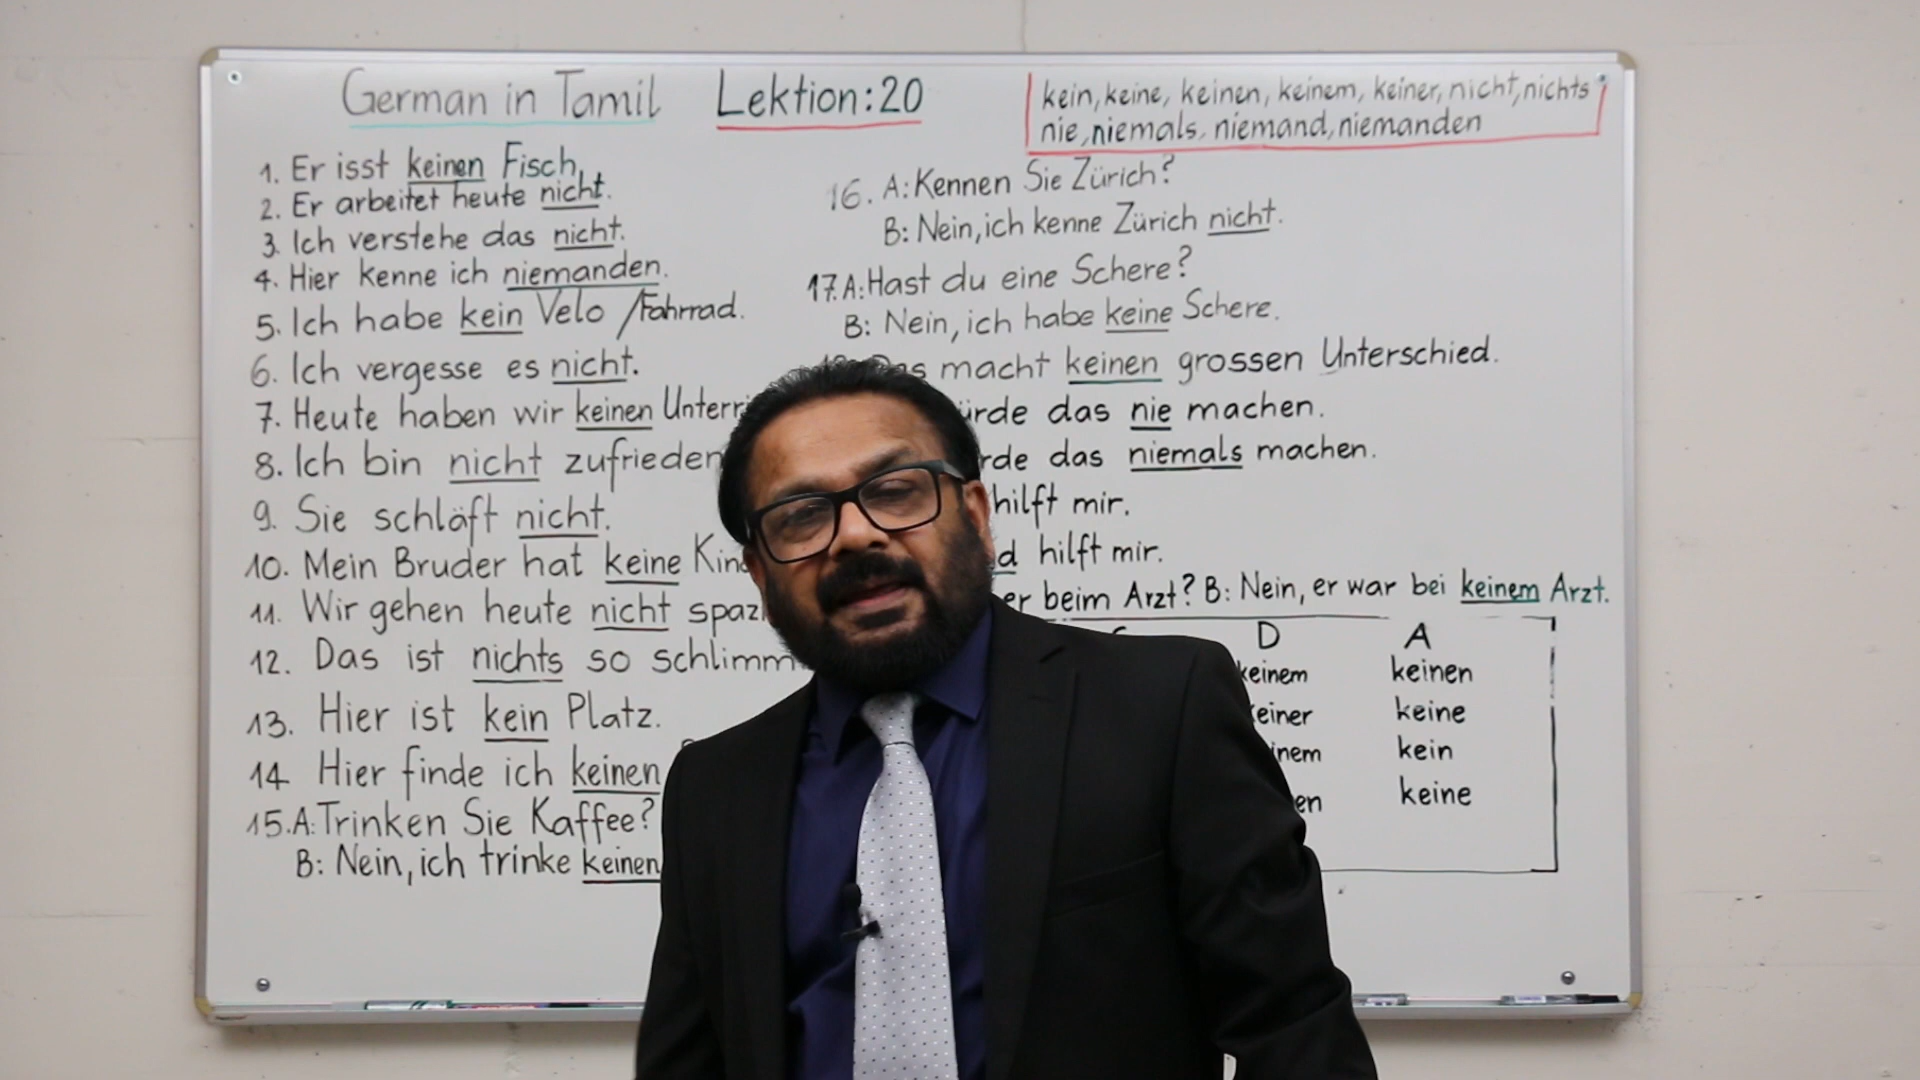 German in Tamil Lektion:20
kein, keine, keinen, keinem, keiner, nicht, nichts
nie, niemals, niemand, niemanden
1. Er isst keinen Fisch.
2. Er arbeitet heute nicht.
3. Ich verstehe das nicht.
4. Hier kenne ich niemanden.
5. Ich habe kein Velo /Fahrrad.
6. Ich vergesse es nicht.
7. Heute haben wir keinen
8. Ich bin nicht zufrieden
9. Sie schläft nicht.
10. Mein Bruder hat keine
11. Wir gehen heute nicht
12. Das ist nichts so schlimm
13. Hier ist kein Platz.
14 Hier finde ich keinen
15. A: Trinken Sie Kaffee?
B: Nein, ich trinke keinen
16. A: Kennen Sie Zürich?
B: Nein, ich kenne Zürich nicht.
17. A: Hast du eine Schere?
B: Nein, ich habe keine Schere.
macht keinen grossen Unterschied.
das nie machen.
das niemals machen.
hilft mir.
hilft mir.
er beim Arzt? B: Nein, er war bei keinem Arzt.
D A
keinem keinen
keiner keine
kein
keine